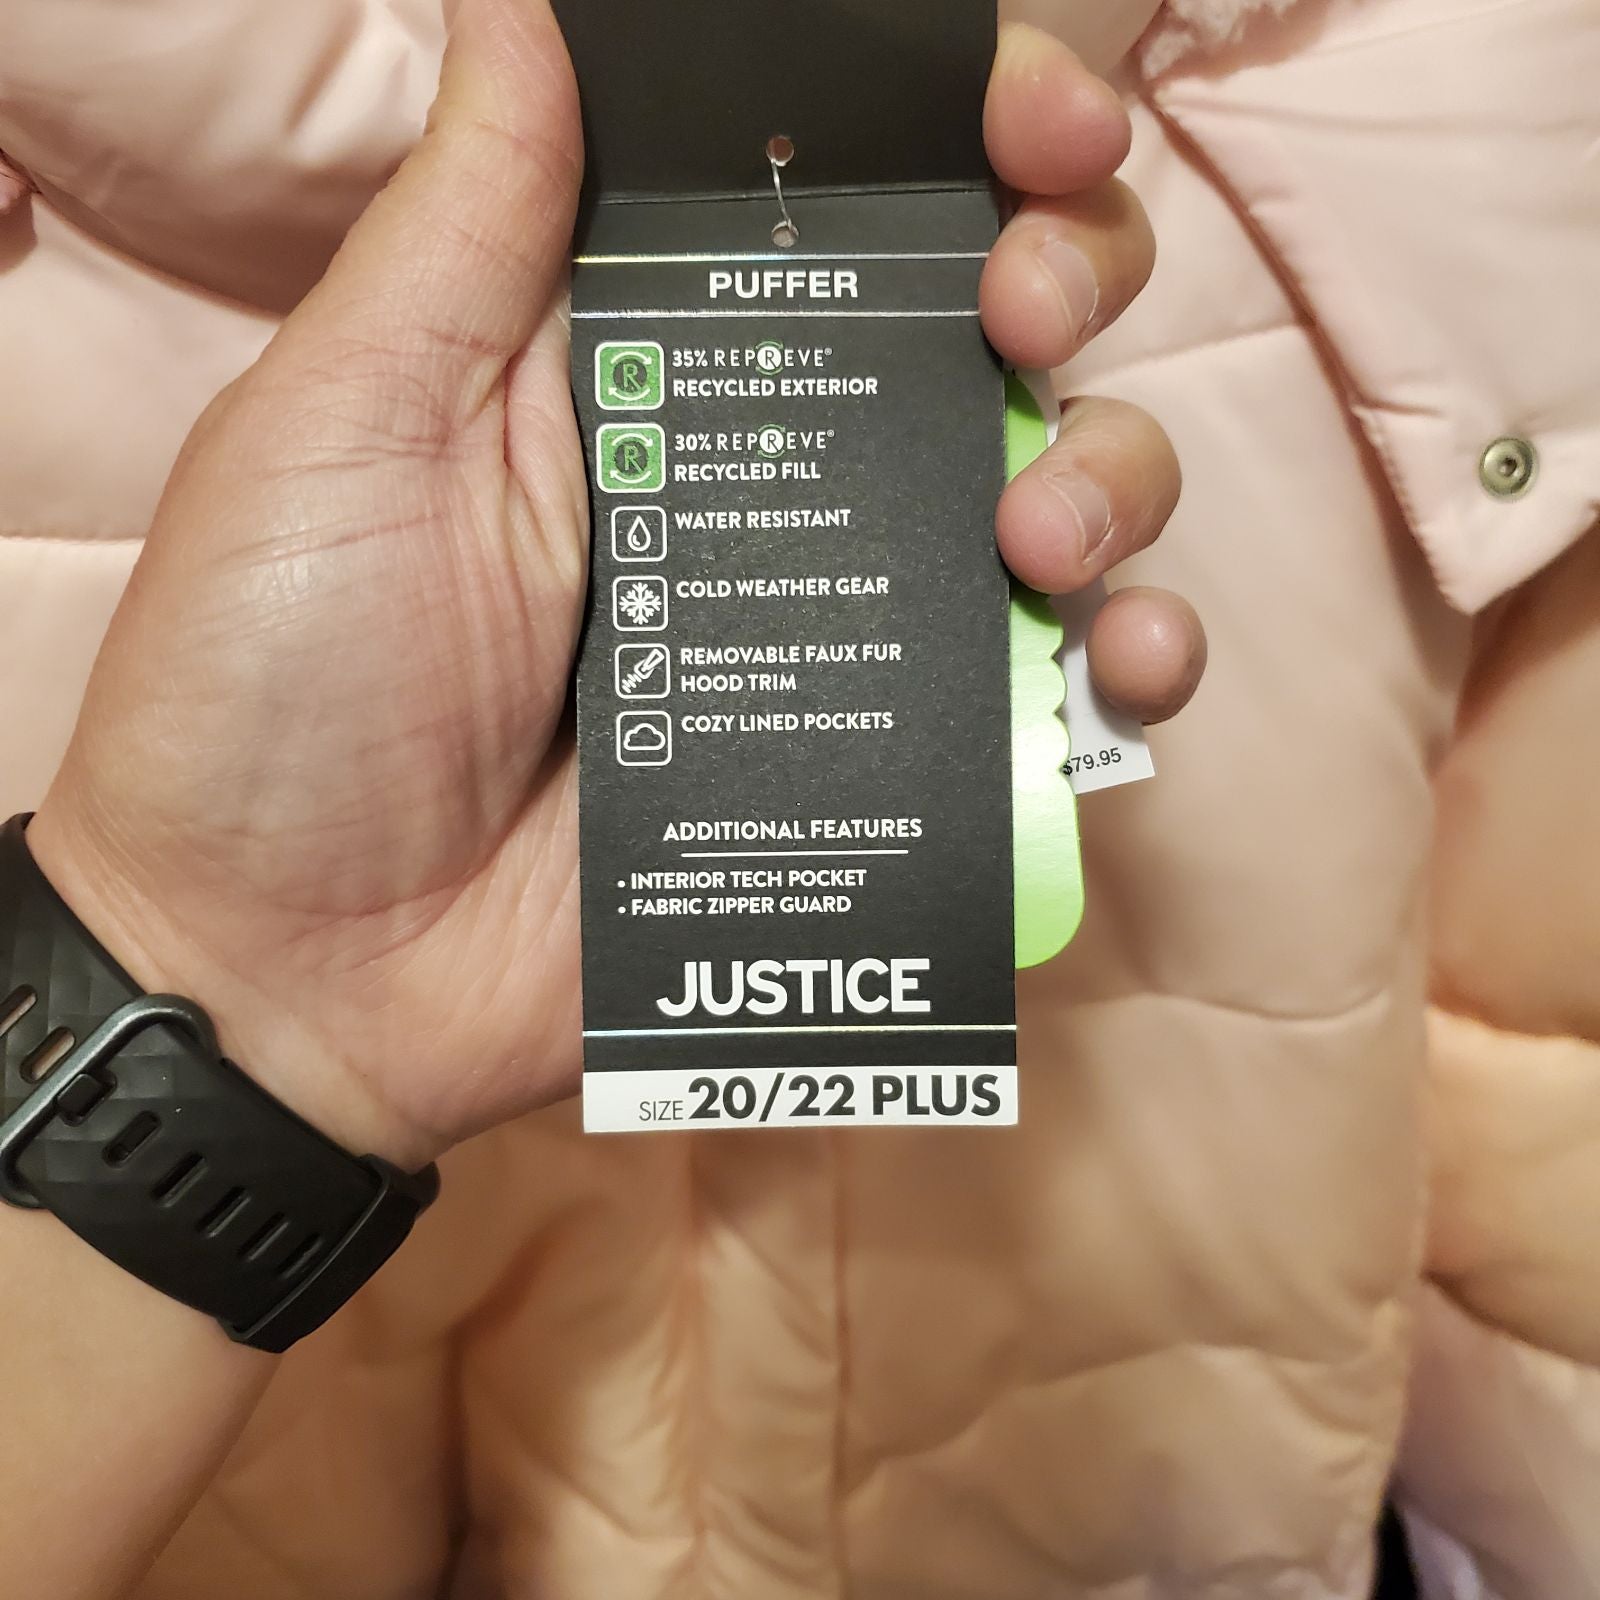 PUFFER
35% REPREVE®
RECYCLED EXTERIOR
30% REPREVE®
RECYCLED FILL
WATER RESISTANT
COLD WEATHER GEAR
REMOVABLE FAUX FUR
HOOD TRIM
COZY LINED POCKETS
$79.95
ADDITIONAL FEATURES
• INTERIOR TECH POCKET
• FABRIC ZIPPER GUARD
JUSTICE
SIZE 20/22 PLUS